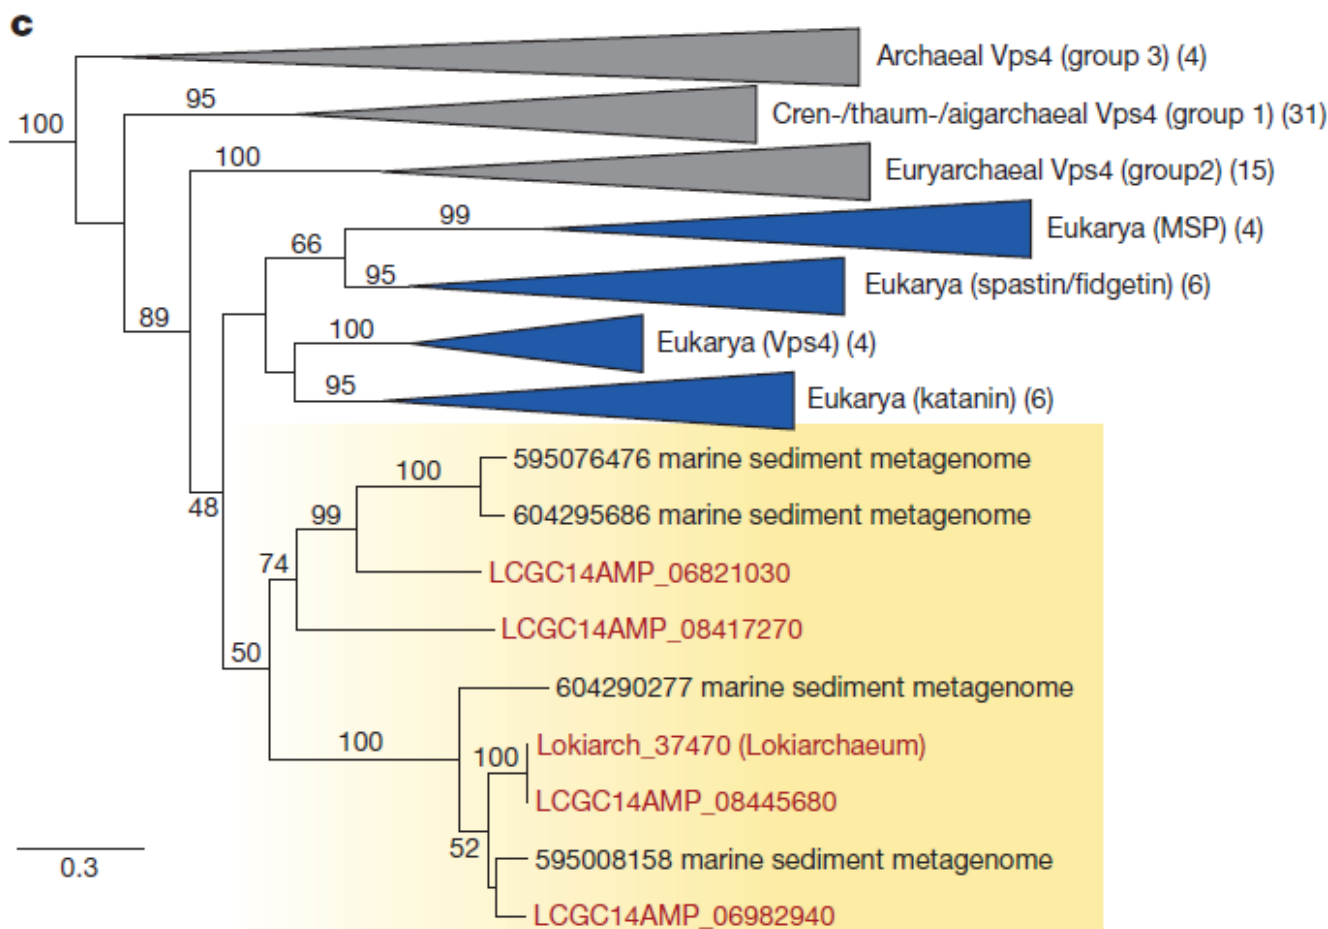 c
Archaeal Vps4 (group 3) (4)
95
100
Cren-/thaum-/aigarchaeal Vps4 (group 1) (31)
100
Euryarchaeal Vps4 (group2) (15)
99
Eukarya (MSP) (4)
66
95
Eukarya (spastin/fidgetin) (6)
89
100
Eukarya (Vps4) (4)
95
Eukarya (katanin) (6)
100
595076476 marine sediment metagenome
48
99
604295686 marine sediment metagenome
74
LCGC14AMP_06821030
LCGC14AMP_08417270
50
604290277 marine sediment metagenome
100
100
Lokiarch_37470 (Lokiarchaeum)
LCGC14AMP_08445680
52
595008158 marine sediment metagenome
0.3
LCGC14AMP_06982940